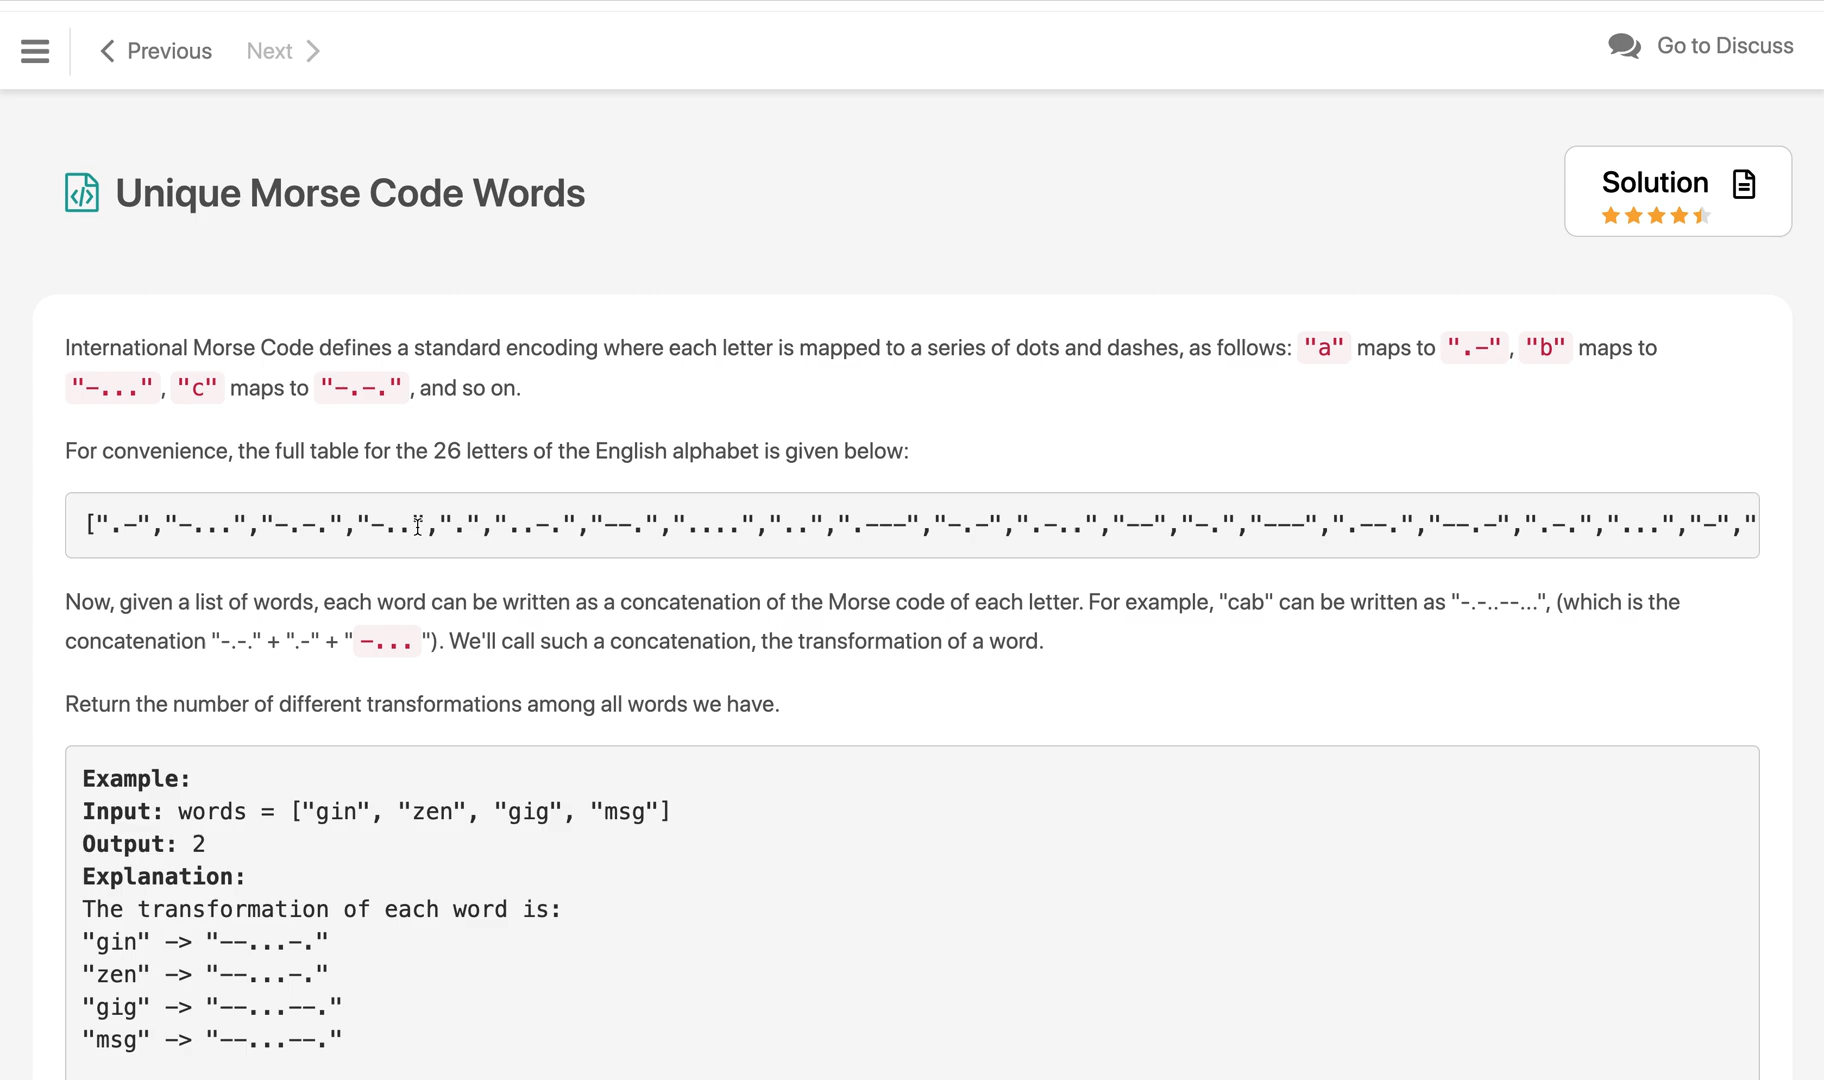 Previous Next Go to Discuss
Unique Morse Code Words
Solution
International Morse Code defines a standard encoding where each letter is mapped to a series of dots and dashes, as follows: "a" maps to ".-", "b" maps to
"-...", "c" maps to "-.-.", and so on.
For convenience, the full table for the 26 letters of the English alphabet is given below:
[".-","-...","-.-.","-..",".","..-.","--.","....","..",".---","-.-",".-..","--","-.","---",".--.","--.-",".-.","...","-","
Now, given a list of words, each word can be written as a concatenation of the Morse code of each letter. For example, "cab" can be written as "-.-..--...", (which is the
concatenation "-.-." + ".-" + "-..."). We'll call such a concatenation, the transformation of a word.
Return the number of different transformations among all words we have.
Example:
Input: words = ["gin", "zen", "gig", "msg"]
Output: 2
Explanation:
The transformation of each word is:
"gin" -> "--...-."
"zen" -> "--...-."
"gig" -> "--...--."
"msg" -> "--...--."